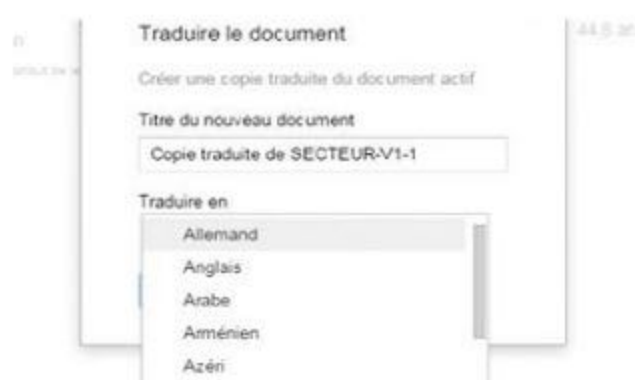 Traduire le document
Créer une copie traduite du document actif
Titre du nouveau document
Copie traduite de SECTEUR-V1-1
Traduire en
Allemand
Anglais
Arabe
Arménien
Azéri